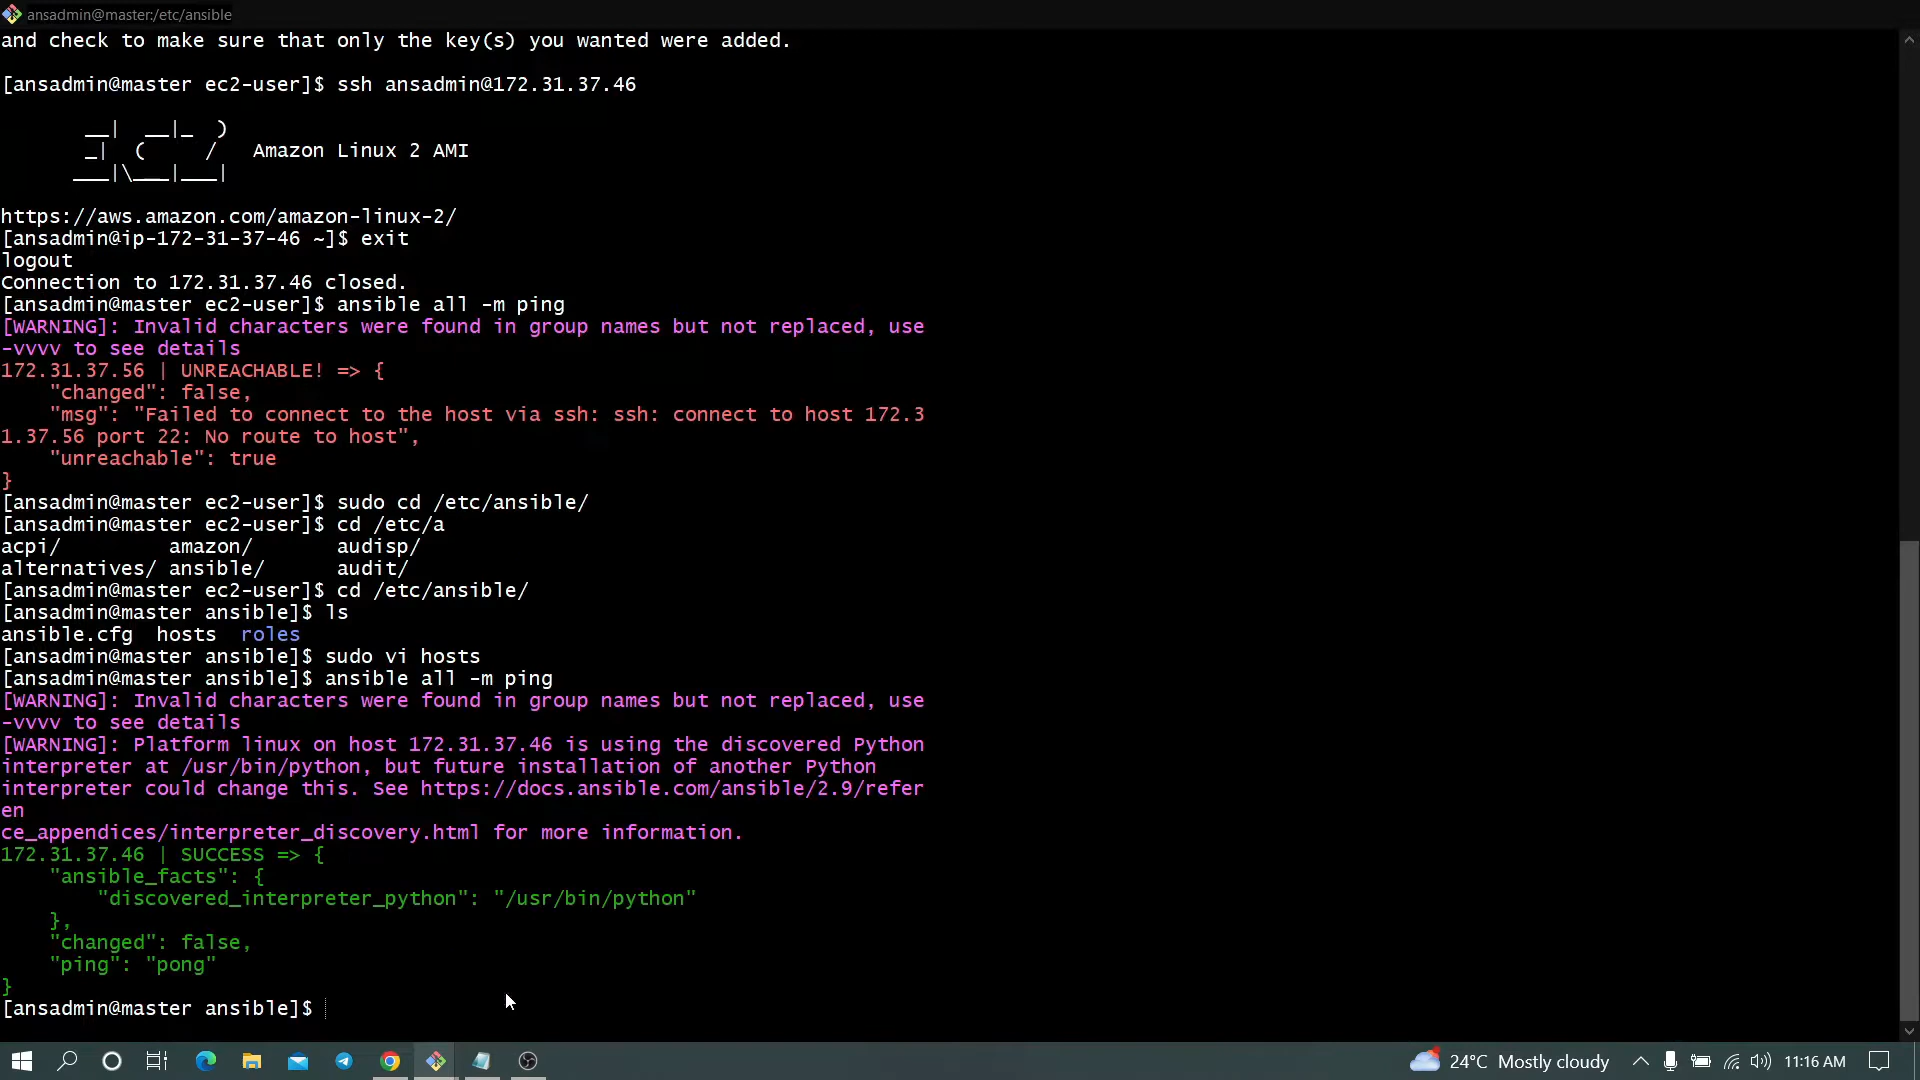 ansadmin@master:/etc/ansible
and check to make sure that only the key(s) you wanted were added.
[ansadmin@master ec2-user]$ ssh ansadmin@172.31.37.46
       __|  __|_  )
       _|  (     /   Amazon Linux 2 AMI
      ___|\___|___|
https://aws.amazon.com/amazon-linux-2/
[ansadmin@ip-172-31-37-46 ~]$ exit
logout
Connection to 172.31.37.46 closed.
[ansadmin@master ec2-user]$ ansible all -m ping
[WARNING]: Invalid characters were found in group names but not replaced, use
-vvvv to see details
172.31.37.56 | UNREACHABLE! => {
    "changed": false,
    "msg": "Failed to connect to the host via ssh: ssh: connect to host 172.3
1.37.56 port 22: No route to host",
    "unreachable": true
}
[ansadmin@master ec2-user]$ sudo cd /etc/ansible/
[ansadmin@master ec2-user]$ cd /etc/a
acpi/         amazon/       audisp/
alternatives/ ansible/      audit/
[ansadmin@master ec2-user]$ cd /etc/ansible/
[ansadmin@master ansible]$ ls
ansible.cfg  hosts  roles
[ansadmin@master ansible]$ sudo vi hosts
[ansadmin@master ansible]$ ansible all -m ping
[WARNING]: Invalid characters were found in group names but not replaced, use
-vvvv to see details
[WARNING]: Platform linux on host 172.31.37.46 is using the discovered Python
interpreter at /usr/bin/python, but future installation of another Python
interpreter could change this. See https://docs.ansible.com/ansible/2.9/refer
en
ce_appendices/interpreter_discovery.html for more information.
172.31.37.46 | SUCCESS => {
    "ansible_facts": {
        "discovered_interpreter_python": "/usr/bin/python"
    },
    "changed": false,
    "ping": "pong"
}
[ansadmin@master ansible]$
24°C Mostly cloudy 11:16 AM